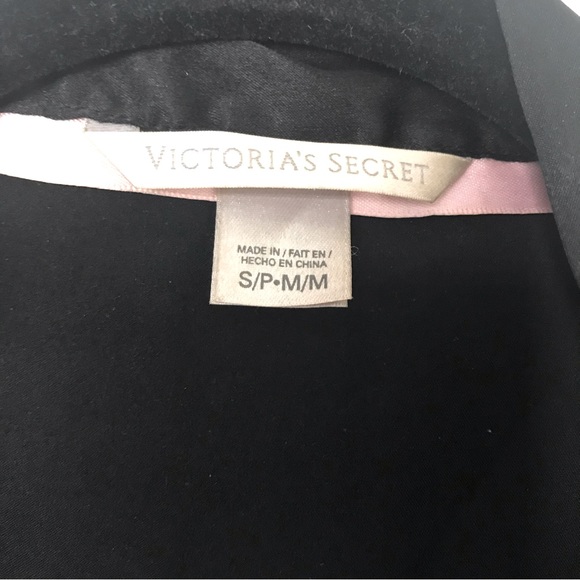 VICTORIA'S SECRET
MADE IN / FAIT EN /
HECHO EN CHINA
S/P•M/M